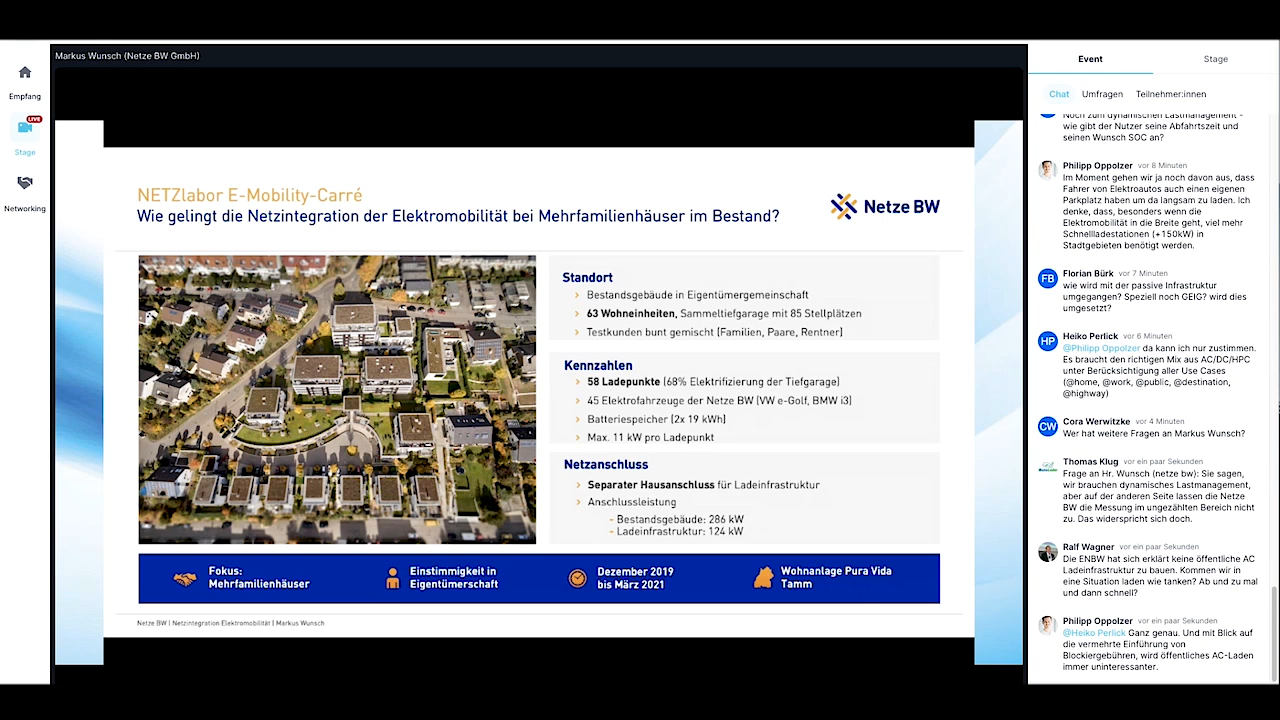 Markus Wunsch (Netze BW GmbH)
Empfang
LIVE
Stage
Networking
NETZlabor E-Mobility-Carré
Wie gelingt die Netzintegration der Elektromobilität bei Mehrfamilienhäuser im Bestand?
Netze BW
Standort
› Bestandsgebäude in Eigentümergemeinschaft
› 63 Wohneinheiten, Sammeltiefgarage mit 85 Stellplätzen
› Testkunden bunt gemischt [Familien, Paare, Rentner]
Kennzahlen
› 58 Ladepunkte (68% Elektrifizierung der Tiefgarage)
› 45 Elektrofahrzeuge der Netze BW [VW e-Golf, BMW i3)
› Batteriespeicher [2x 19 kWh]
› Max. 11 kW pro Ladepunkt
Netzanschluss
› Separater Hausanschluss für Ladeinfrastruktur
› Anschlussleistung
– Bestandsgebäude: 286 kW
– Ladeinfrastruktur: 124 kW
Fokus:
Mehrfamilienhäuser
Einstimmigkeit in
Eigentümerschaft
Dezember 2019
bis März 2021
Wohnanlage Pura Vida
Tamm
Netze BW | Netzintegration Elektromobilität | Markus Wunsch
Event
Stage
Chat
Umfragen
Teilnehmer:innen
Noch zum dynamischen Lastmanagement -
wie gibt der Nutzer seine Abfahrtszeit und
seinen Wunsch SOC an?
Philipp Oppolzer vor 8 Minuten
Im Moment gehen wir ja noch davon aus, dass
Fahrer von Elektroautos auch einen eigenen
Parkplatz haben um da langsam zu laden. Ich
denke, dass, besonders wenn die
Elektromobilität in die Breite geht, viel mehr
Schnellladestationen (+150kW) in
Stadtgebieten benötigt werden.
FB
Florian Bürk vor 7 Minuten
wie wird mit der passive Infrastruktur
umgegangen? Speziell noch GEIG? wird dies
umgesetzt?
HP
Heiko Perlick vor 6 Minuten
@Philipp Oppolzer da kann ich nur zustimmen.
Es braucht den richtigen Mix aus AC/DC/HPC
unter Berücksichtigung aller Use Cases
(@home, @work, @public, @destination,
@highway)
CW
Cora Werwitzke vor 4 Minuten
Wer hat weitere Fragen an Markus Wunsch?
Thomas Klug vor ein paar Sekunden
Frage an Hr. Wunsch (netze bw): Sie sagen,
wir brauchen dynamisches Lastmanagement,
aber auf der anderen Seite lassen die Netze
BW die Messung im ungezählten Bereich nicht
zu. Das widerspricht sich doch.
Ralf Wagner vor ein paar Sekunden
Die ENBW hat sich erklärt keine öffentliche AC
Ladeinfrastruktur zu bauen. Kommen wir in
eine Situation laden wie tanken? Ab und zu mal
und dann schnell?
Philipp Oppolzer vor ein paar Sekunden
@Heiko Perlick Ganz genau. Und mit Blick auf
die vermehrte Einführung von
Blockiergebühren, wird öffentliches AC-Laden
immer uninteressanter.